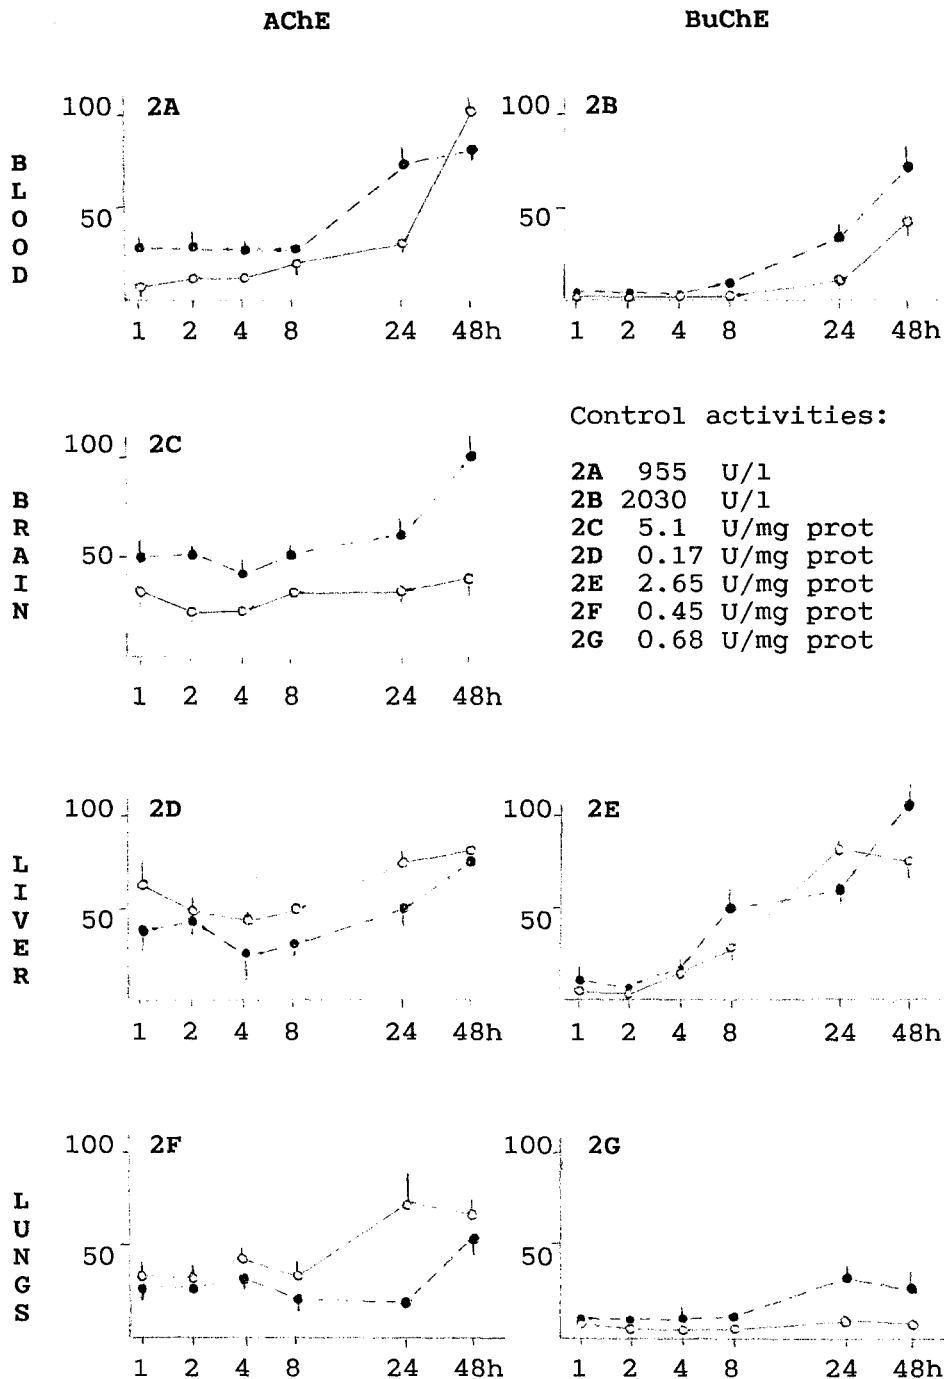 AChE BuChE
100 2A 100 2B
B
L
O
O
D
50 50
1 2 4 8 24 48h 1 2 4 8 24 48h
100 2C
B
R
A
I
N
50
1 2 4 8 24 48h
Control activities:
2A 955 U/l
2B 2030 U/l
2C 5.1 U/mg prot
2D 0.17 U/mg prot
2E 2.65 U/mg prot
2F 0.45 U/mg prot
2G 0.68 U/mg prot
100 2D 100 2E
L
I
V
E
R
50 50
1 2 4 8 24 48h 1 2 4 8 24 48h
100 2F 100 2G
L
U
N
G
S
50 50
1 2 4 8 24 48h 1 2 4 8 24 48h